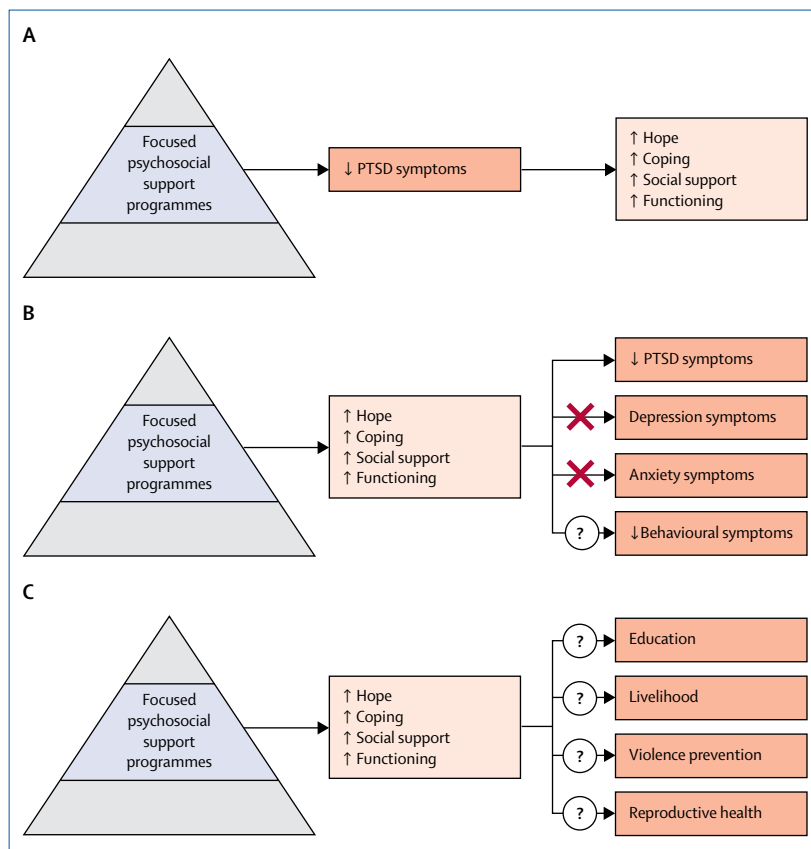 A
Focused
psychosocial
support
programmes
↓ PTSD symptoms
↑ Hope
↑ Coping
↑ Social support
↑ Functioning
B
Focused
psychosocial
support
programmes
↑ Hope
↑ Coping
↑ Social support
↑ Functioning
↓ PTSD symptoms
Depression symptoms
Anxiety symptoms
? ↓Behavioural symptoms
C
Focused
psychosocial
support
programmes
↑ Hope
↑ Coping
↑ Social support
↑ Functioning
? Education
? Livelihood
? Violence prevention
? Reproductive health